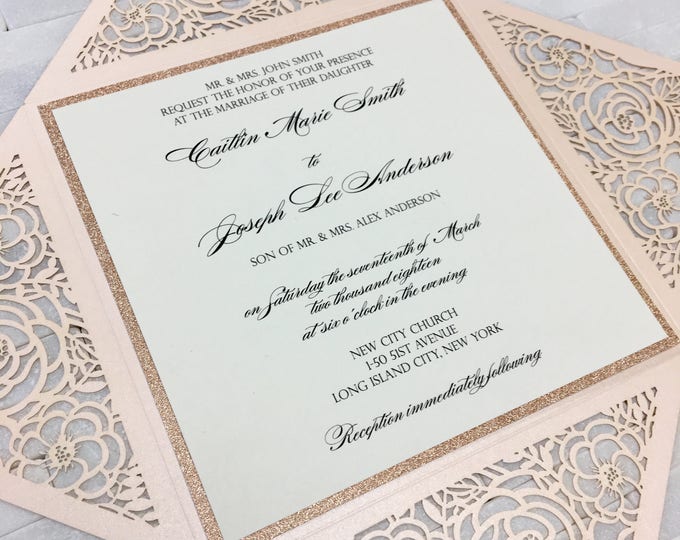 MR. & MRS. JOHN SMITH
REQUEST THE HONOR OF YOUR PRESENCE
AT THE MARRIAGE OF THEIR DAUGHTER
Caitlin Marie Smith
to
Joseph Lee Anderson
SON OF MR. & MRS. ALEX ANDERSON
on Saturday the seventeenth of March
two thousand eighteen
at six o'clock in the evening
NEW CITY CHURCH
1-50 51ST AVENUE
LONG ISLAND CITY, NEW YORK
Reception immediately following